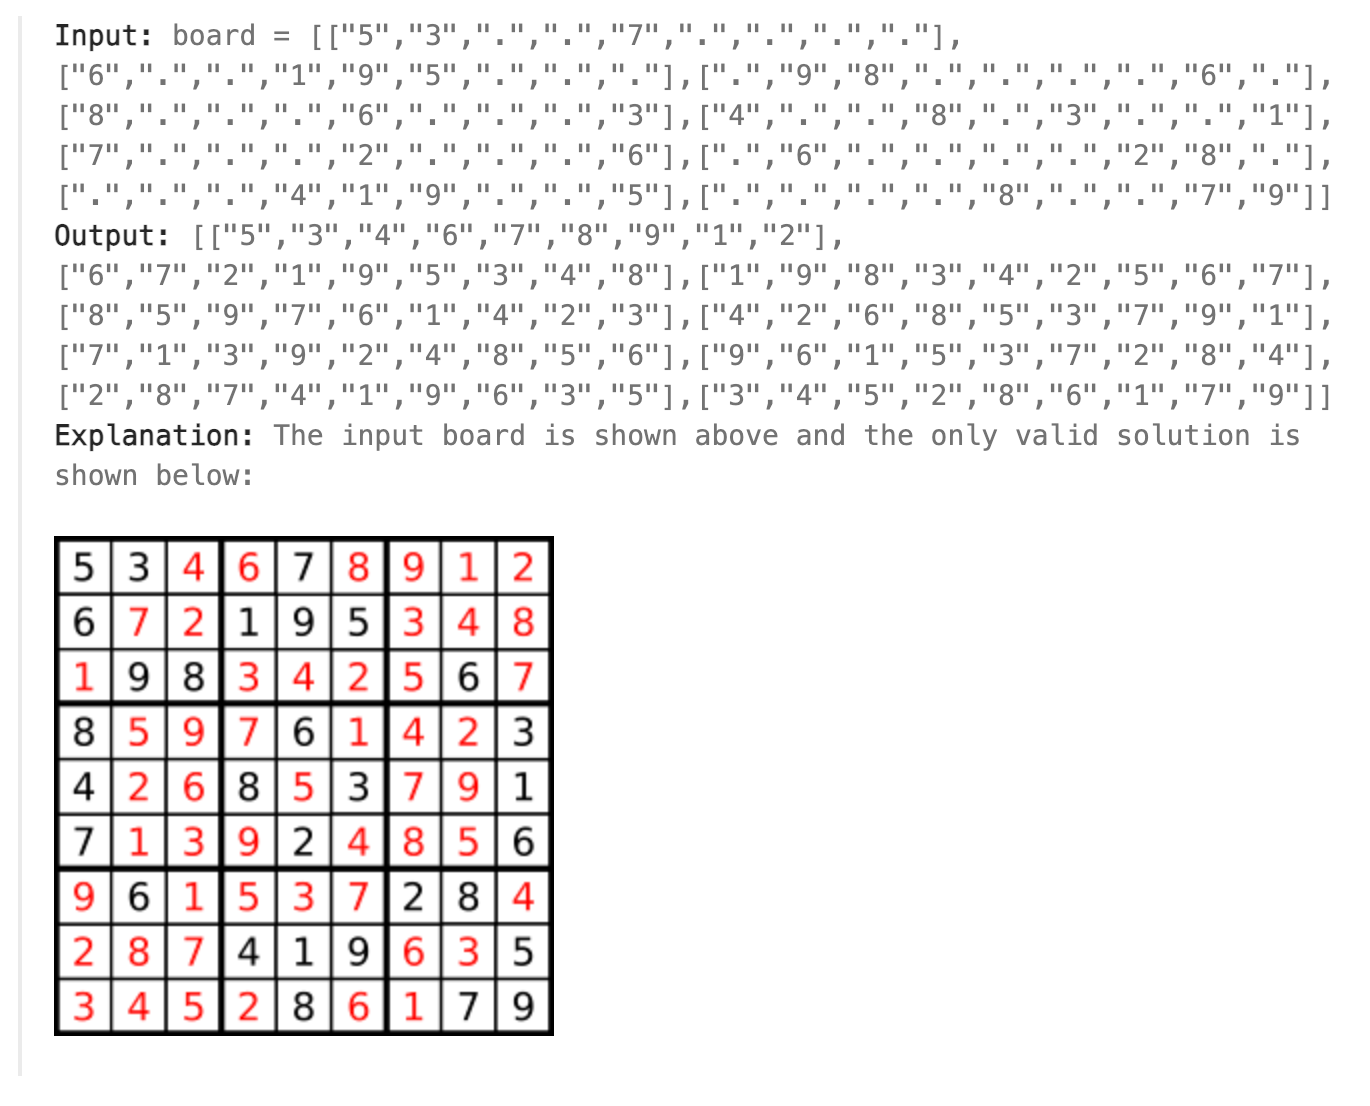 Input: board = [["5","3",".",".","7",".",".",".","."],
["6",".",".","1","9","5",".",".","."],[".","9","8",".",".",".",".","6","."],
["8",".",".",".","6",".",".",".","3"],["4",".",".","8",".","3",".",".","1"],
["7",".",".",".","2",".",".",".","6"],[".","6",".",".",".",".","2","8","."],
[".",".",".","4","1","9",".",".","5"],[".",".",".",".","8",".",".","7","9"]]
Output: [["5","3","4","6","7","8","9","1","2"],
["6","7","2","1","9","5","3","4","8"],["1","9","8","3","4","2","5","6","7"],
["8","5","9","7","6","1","4","2","3"],["4","2","6","8","5","3","7","9","1"],
["7","1","3","9","2","4","8","5","6"],["9","6","1","5","3","7","2","8","4"],
["2","8","7","4","1","9","6","3","5"],["3","4","5","2","8","6","1","7","9"]]
Explanation: The input board is shown above and the only valid solution is
shown below:
5 3 4 6 7 8 9 1 2
6 7 2 1 9 5 3 4 8
1 9 8 3 4 2 5 6 7
8 5 9 7 6 1 4 2 3
4 2 6 8 5 3 7 9 1
7 1 3 9 2 4 8 5 6
9 6 1 5 3 7 2 8 4
2 8 7 4 1 9 6 3 5
3 4 5 2 8 6 1 7 9